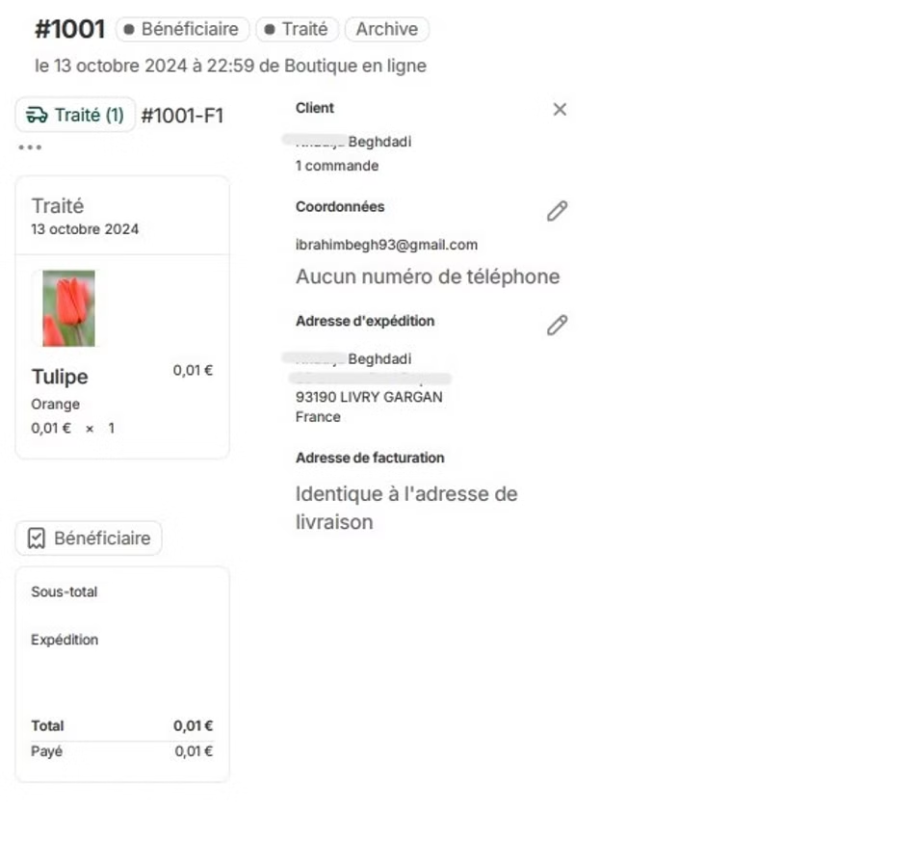 #1001 Bénéficiaire Traité Archive
le 13 octobre 2024 à 22:59 de Boutique en ligne
Traité (1) #1001-F1
Traité
13 octobre 2024
Tulipe 0,01 €
Orange
0,01 € × 1
Bénéficiaire
Sous-total
Expédition
Total 0,01 €
Payé 0,01 €
Client
Beghdadi
1 commande
Coordonnées
ibrahimbegh93@gmail.com
Aucun numéro de téléphone
Adresse d'expédition
Beghdadi
93190 LIVRY GARGAN
France
Adresse de facturation
Identique à l'adresse de
livraison